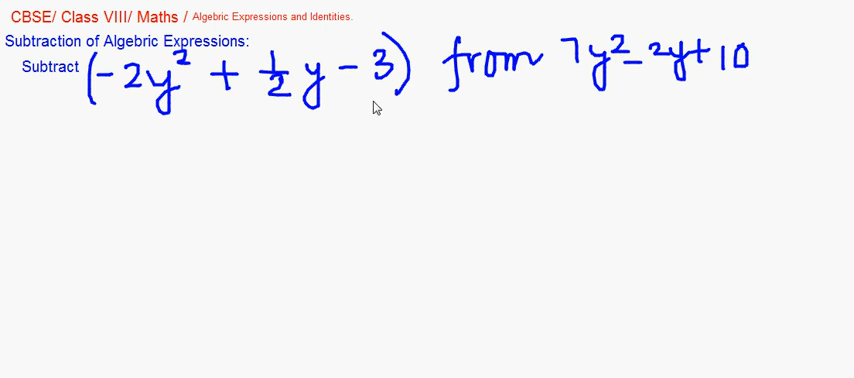 CBSE/ Class VIII/ Maths / Algebric Expressions and Identities.
Subtraction of Algebric Expressions:
Subtract (-2y² + ½y - 3) from 7y² - 2y + 10